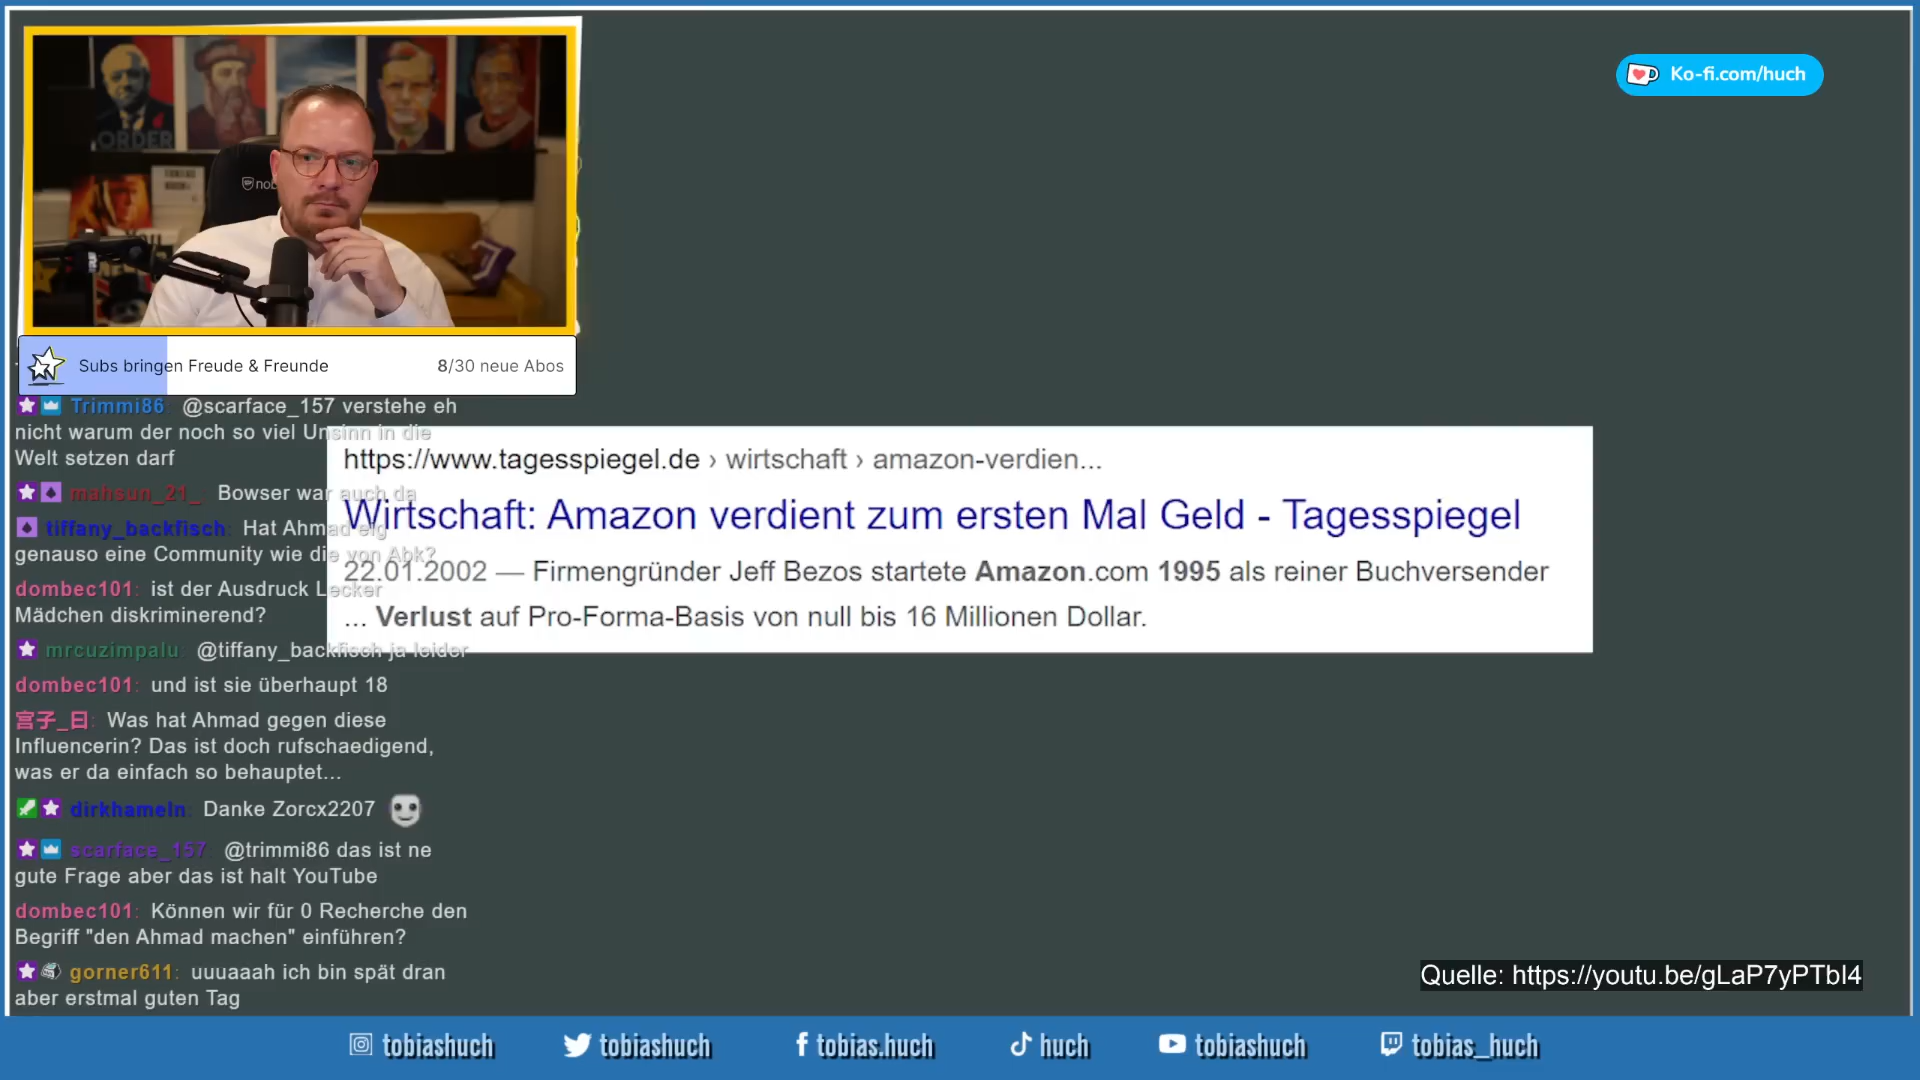 ORDER
Ko-fi.com/huch
Subs bringen Freude & Freunde
8/30 neue Abos
Trimmi86: @scarface_157 verstehe eh
nicht warum der noch so viel Unsinn in die
Welt setzen darf
mahsun_21_: Bowser war auch da
tiffany_backfisch: Hat Ahmad eig
genauso eine Community wie die von Abk?
dombec101: ist der Ausdruck Lecker
Mädchen diskriminerend?
mrcuzimpalu: @tiffany_backfisch ja leider
dombec101: und ist sie überhaupt 18
宫子_曰: Was hat Ahmad gegen diese
Influencerin? Das ist doch rufschaedigend,
was er da einfach so behauptet...
dirkhameln: Danke Zorcx2207
scarface_157: @trimmi86 das ist ne
gute Frage aber das ist halt YouTube
dombec101: Können wir für 0 Recherche den
Begriff "den Ahmad machen" einführen?
gorner611: uuuaaah ich bin spät dran
aber erstmal guten Tag
https://www.tagesspiegel.de › wirtschaft › amazon-verdien...
Wirtschaft: Amazon verdient zum ersten Mal Geld - Tagesspiegel
22.01.2002 — Firmengründer Jeff Bezos startete Amazon.com 1995 als reiner Buchversender
... Verlust auf Pro-Forma-Basis von null bis 16 Millionen Dollar.
Quelle: https://youtu.be/gLaP7yPTbI4
tobiashuch
tobiashuch
tobias.huch
huch
tobiashuch
tobias_huch